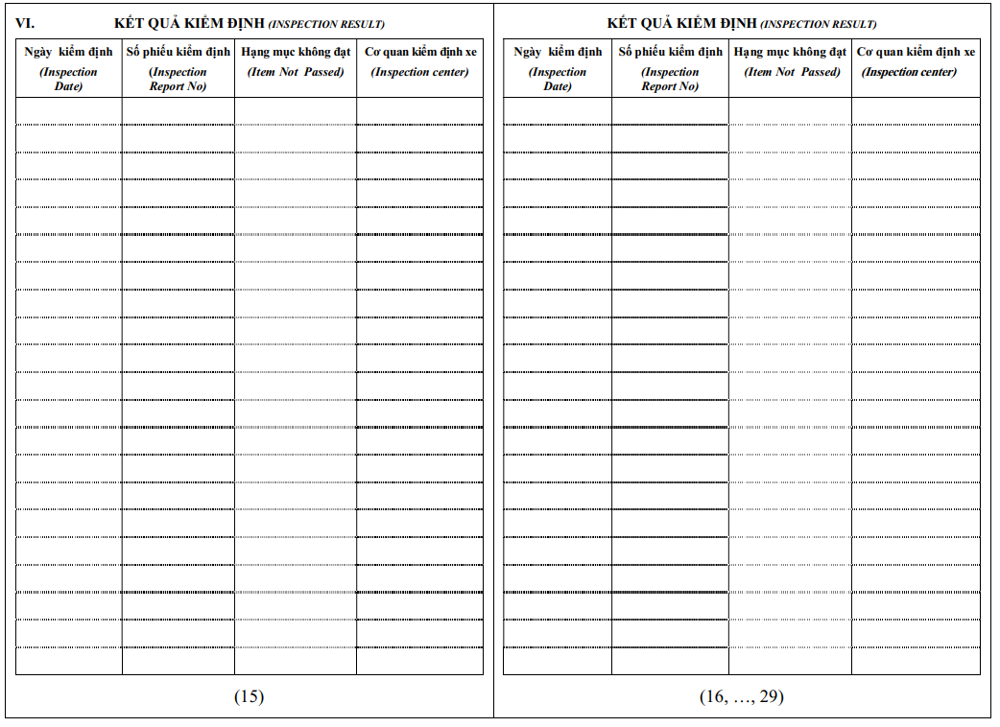 VI. KẾT QUẢ KIỂM ĐỊNH (INSPECTION RESULT)
Ngày kiểm định Số phiếu kiểm định Hạng mục không đạt Cơ quan kiểm định xe
(Inspection (Inspection (Item Not Passed) (Inspection center)
Date) Report No)
(15)
KẾT QUẢ KIỂM ĐỊNH (INSPECTION RESULT)
Ngày kiểm định Số phiếu kiểm định Hạng mục không đạt Cơ quan kiểm định xe
(Inspection (Inspection (Item Not Passed) (Inspection center)
Date) Report No)
(16, …, 29)